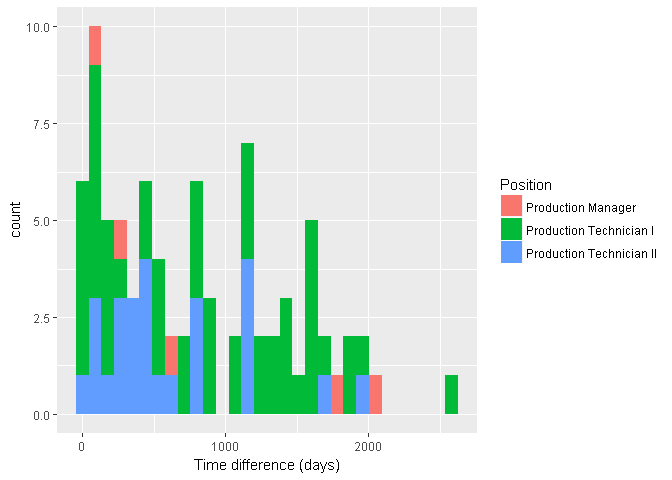 10.0
7.5
5.0
2.5
0.0
count
0
1000
2000
Time difference (days)
Position
Production Manager
Production Technician I
Production Technician II